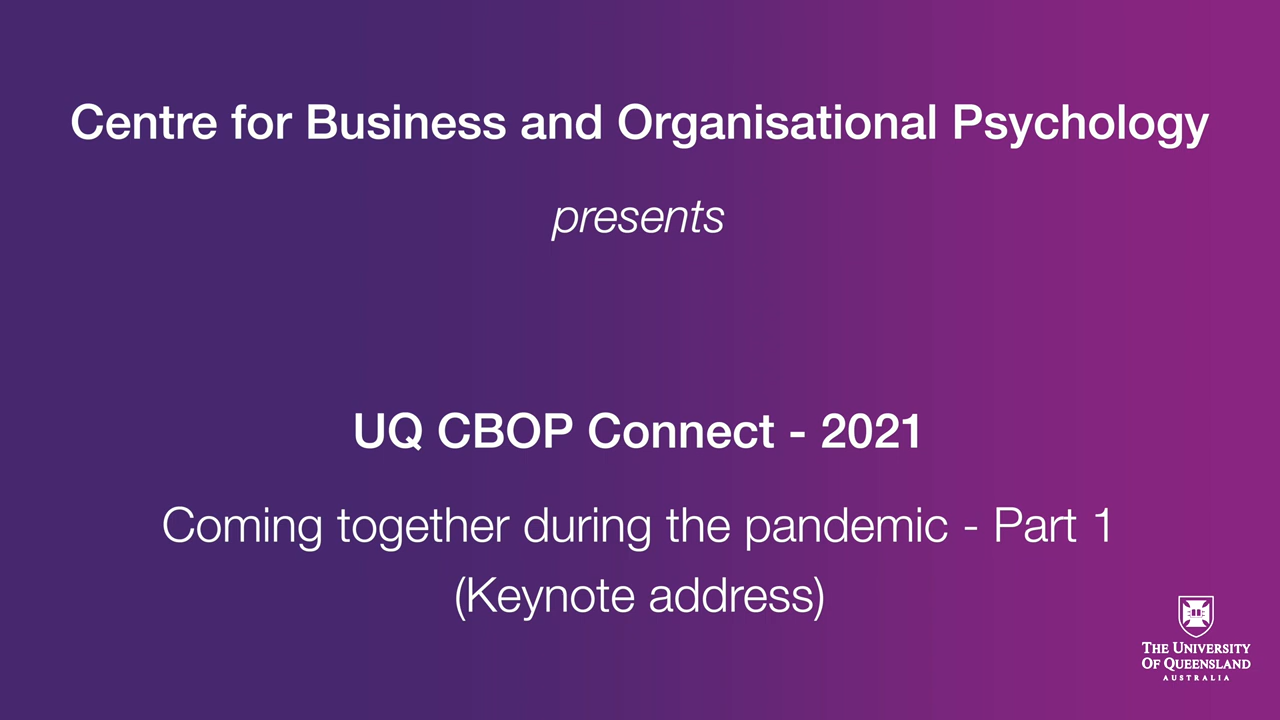 Centre for Business and Organisational Psychology
presents
UQ CBOP Connect - 2021
Coming together during the pandemic - Part 1
(Keynote address)
THE UNIVERSITY
OF QUEENSLAND
AUSTRALIA